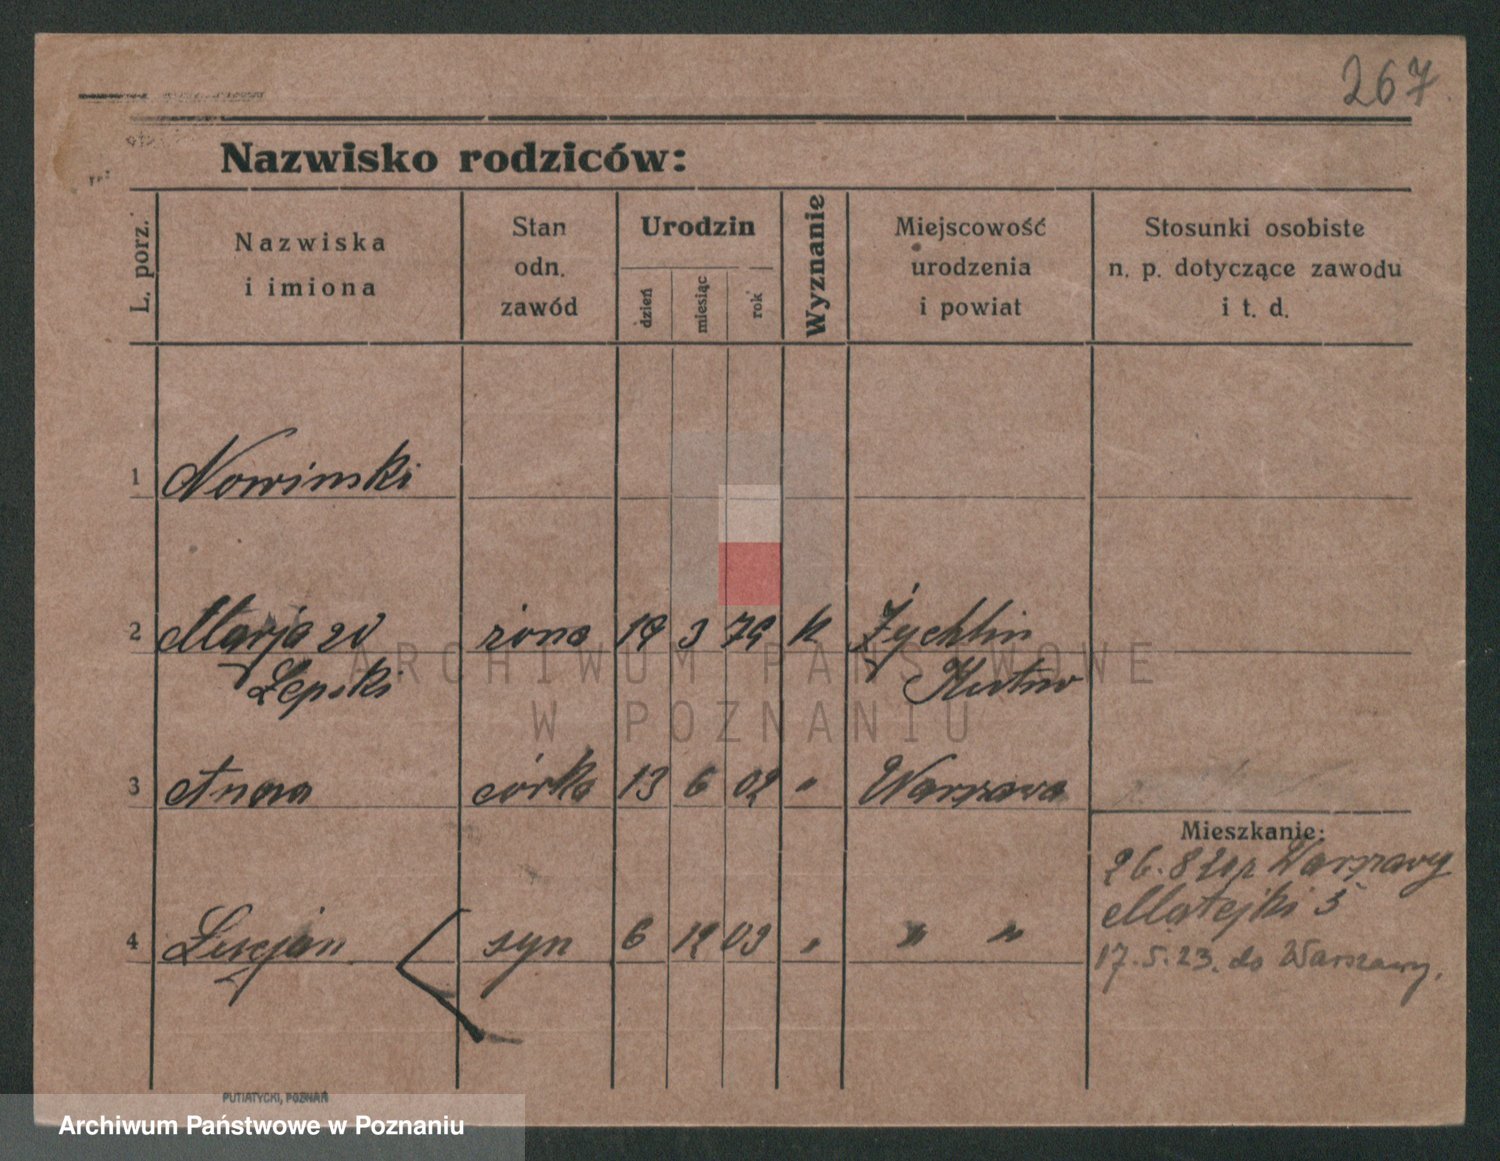 267
Nazwisko rodziców:
L. porz.
Nazwiska
i imiona
Stan
odn.
zawód
Urodzin
dzień
miesiąc
rok
Wyznanie
Miejscowość
urodzenia
i powiat
Stosunki osobiste
n. p. dotyczące zawodu
i t. d.
1 Nowinski
2 Marja zd żona 19 3 79 k Żychlin
Lepski Kutno
3 Anna córka 13 6 02 " Warszawa
Mieszkanie:
26. 8 Warszawy
Matejki 5
4 Lucjan syn 6 12 03 " " "
17. 5. 23. do Warszawy.
ARCHIWUM PAŃSTWOWE
W POZNANIU
PUTIATYCKI, POZNAŃ
Archiwum Państwowe w Poznaniu